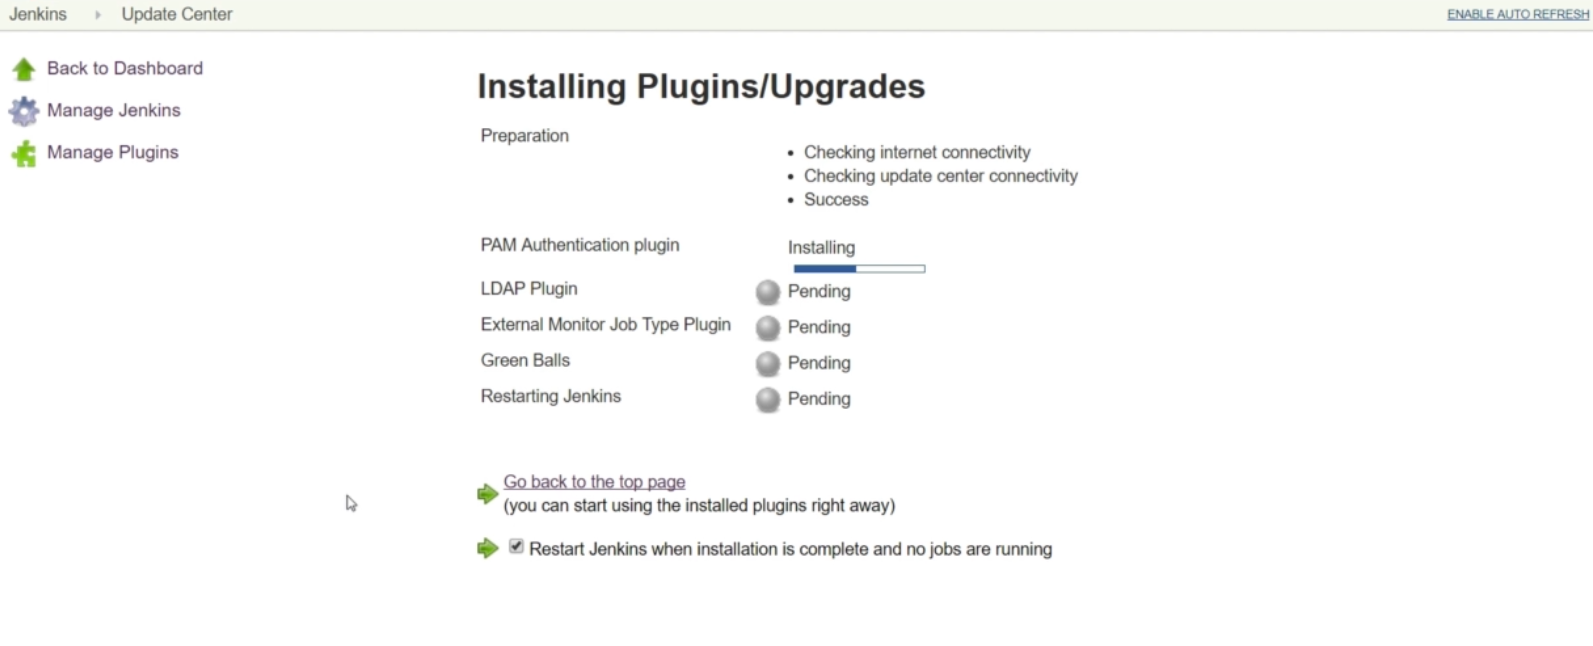 Jenkins Update Center
ENABLE AUTO REFRESH
Back to Dashboard
Manage Jenkins
Manage Plugins
Installing Plugins/Upgrades
Preparation
Checking internet connectivity
Checking update center connectivity
Success
PAM Authentication plugin Installing
LDAP Plugin Pending
External Monitor Job Type Plugin Pending
Green Balls Pending
Restarting Jenkins Pending
Go back to the top page
(you can start using the installed plugins right away)
Restart Jenkins when installation is complete and no jobs are running